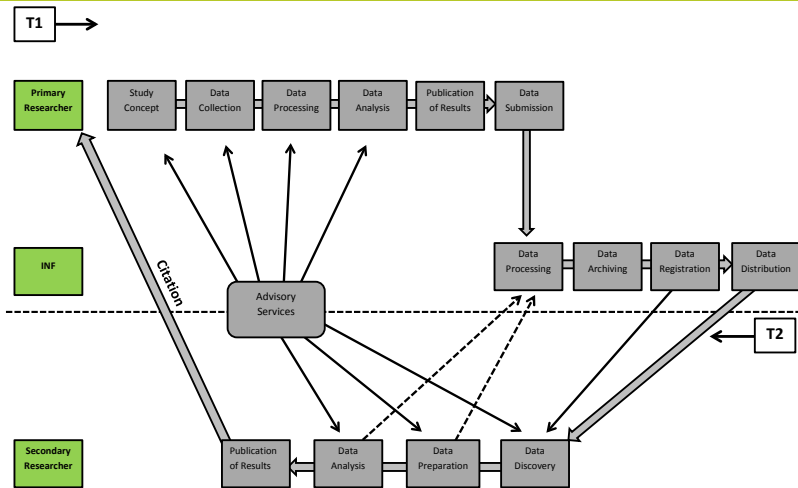 T1
Primary
Researcher
Study
Concept
Data
Collection
Data
Processing
Data
Analysis
Publication
of Results
Data
Submission
INF
Citation
Advisory
Services
Data
Processing
Data
Archiving
Data
Registration
Data
Distribution
T2
Secondary
Researcher
Publication
of Results
Data
Analysis
Data
Preparation
Data
Discovery